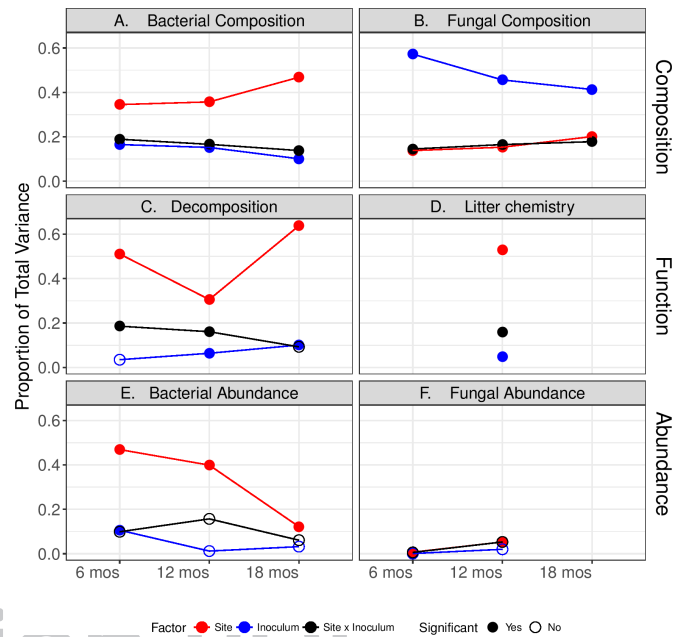 A. Bacterial Composition
B. Fungal Composition
0.6
0.4
0.2
0.0
Composition
C. Decomposition
D. Litter chemistry
0.6
0.4
0.2
0.0
Function
Proportion of Total Variance
E. Bacterial Abundance
F. Fungal Abundance
0.6
0.4
0.2
0.0
Abundance
6 mos
12 mos
18 mos
6 mos
12 mos
18 mos
Factor Site Inoculum Site x Inoculum Significant Yes No